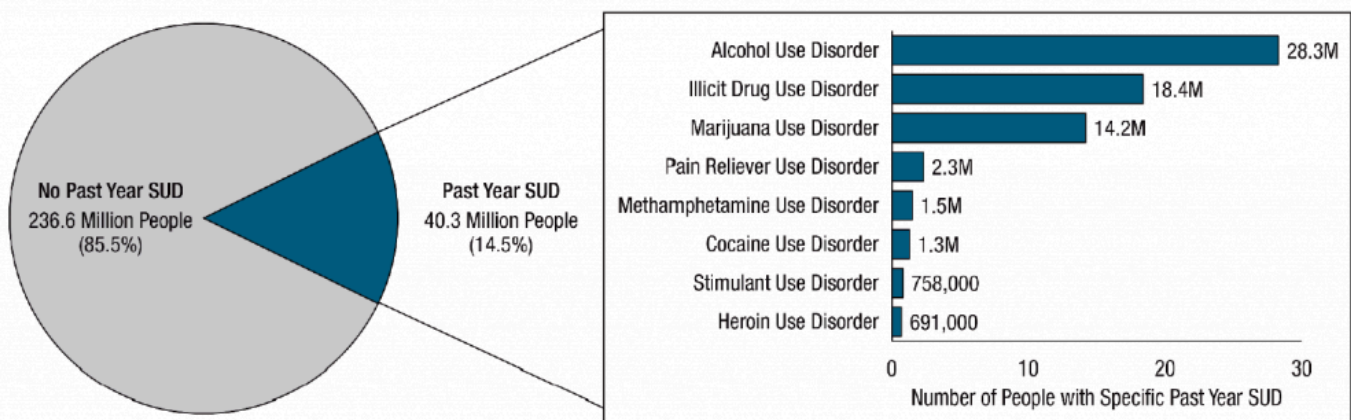 No Past Year SUD
236.6 Million People
(85.5%)
Past Year SUD
40.3 Million People
(14.5%)
Alcohol Use Disorder 28.3M
Illicit Drug Use Disorder 18.4M
Marijuana Use Disorder 14.2M
Pain Reliever Use Disorder 2.3M
Methamphetamine Use Disorder 1.5M
Cocaine Use Disorder 1.3M
Stimulant Use Disorder 758,000
Heroin Use Disorder 691,000
0 10 20 30
Number of People with Specific Past Year SUD